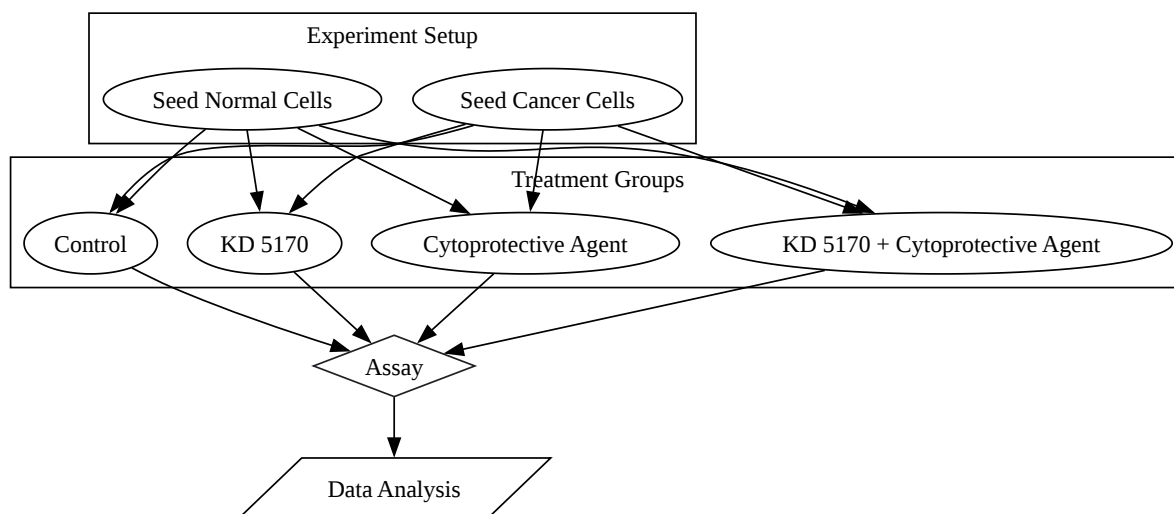 Experiment Setup
Seed Normal Cells
Seed Cancer Cells
Treatment Groups
Control
KD 5170
Cytoprotective Agent
KD 5170 + Cytoprotective Agent
Assay
Data Analysis